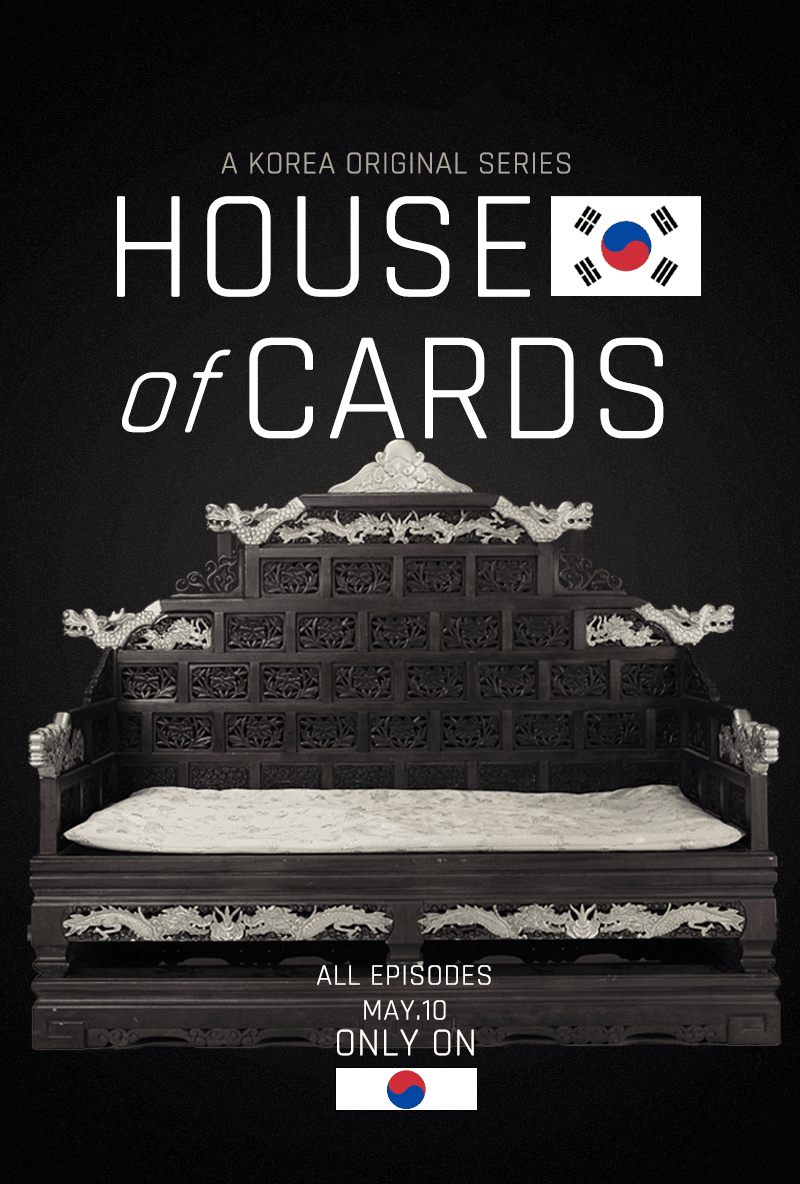 A KOREA ORIGINAL SERIES
HOUSE
of CARDS
ALL EPISODES
MAY.10
ONLY ON